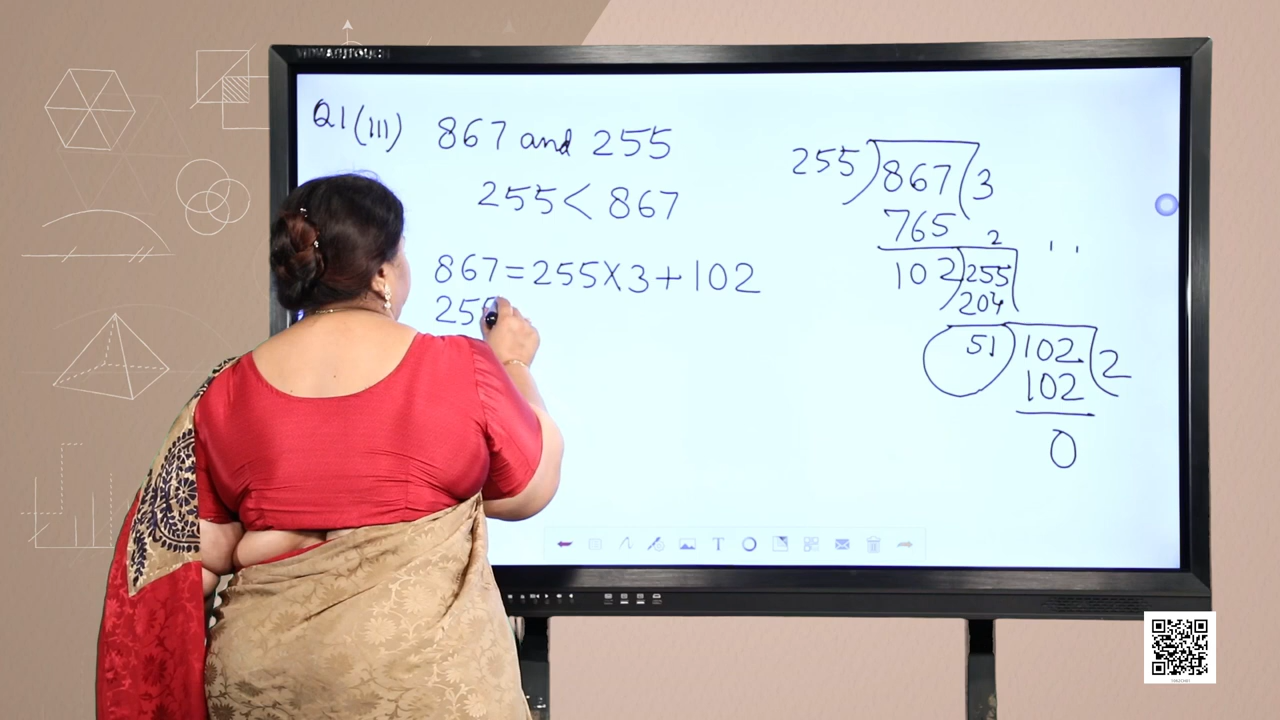 Q1(III) 867 and 255
255 < 867
867 = 255 X 3 + 102
255
255)867(3
765
2
102)255
204
51)102(2
102
0
T